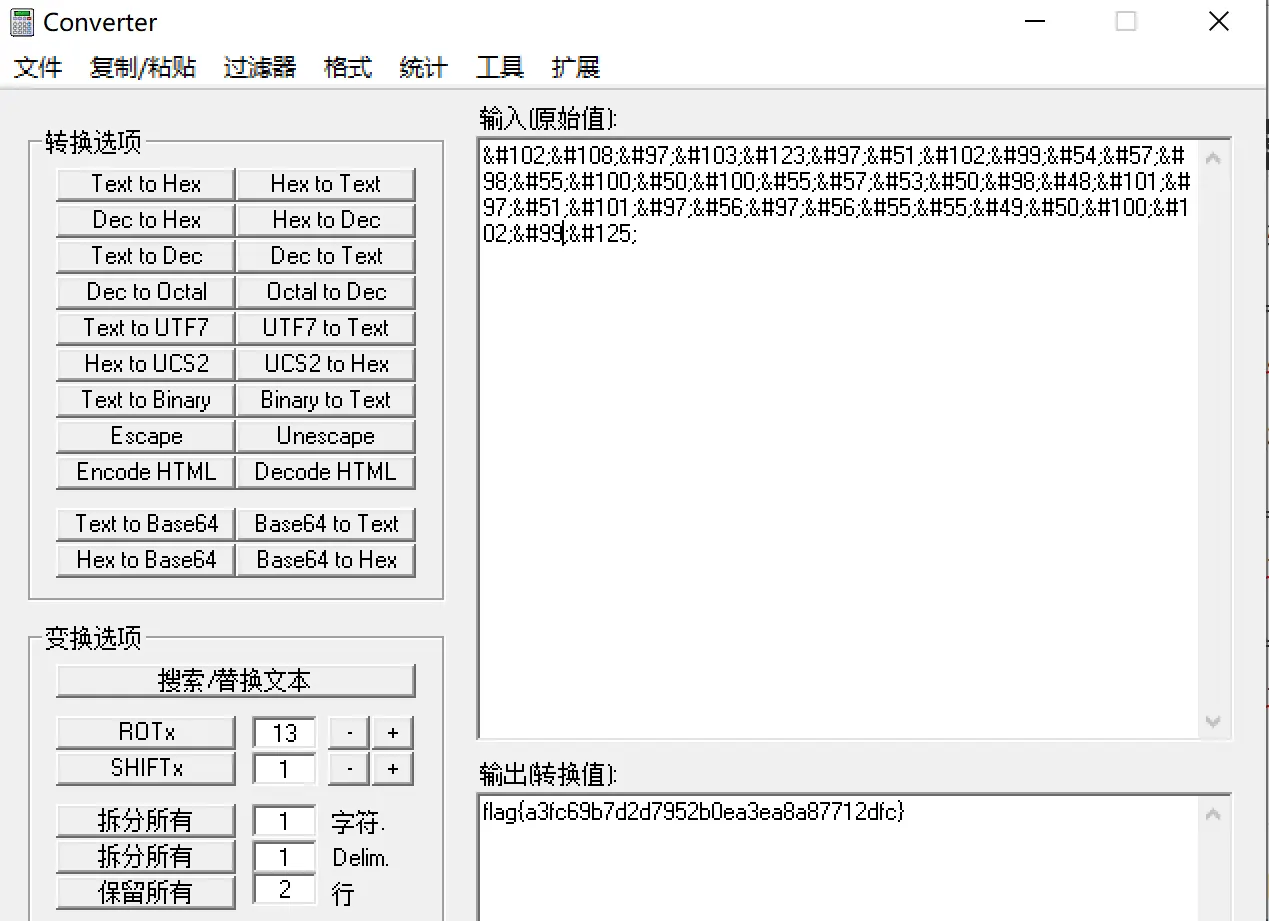 Converter
文件 复制/粘贴 过滤器 格式 统计 工具 扩展
转换选项
Text to Hex Hex to Text
Dec to Hex Hex to Dec
Text to Dec Dec to Text
Dec to Octal Octal to Dec
Text to UTF7 UTF7 to Text
Hex to UCS2 UCS2 to Hex
Text to Binary Binary to Text
Escape Unescape
Encode HTML Decode HTML
Text to Base64 Base64 to Text
Hex to Base64 Base64 to Hex
变换选项
搜索/替换文本
ROTx 13 - +
SHIFTx 1 - +
拆分所有 1 字符.
拆分所有 1 Delim.
保留所有 2 行
输入(原始值):
&#102;&#108;&#97;&#103;&#123;&#97;&#51;&#102;&#99;&#54;&#57;&#
98;&#55;&#100;&#50;&#100;&#55;&#57;&#53;&#50;&#98;&#48;&#101;&#
97;&#51;&#101;&#97;&#56;&#97;&#56;&#55;&#55;&#49;&#50;&#100;&#1
02;&#99;&#125;
输出(转换值):
flag{a3fc69b7d2d7952b0ea3ea8a87712dfc}